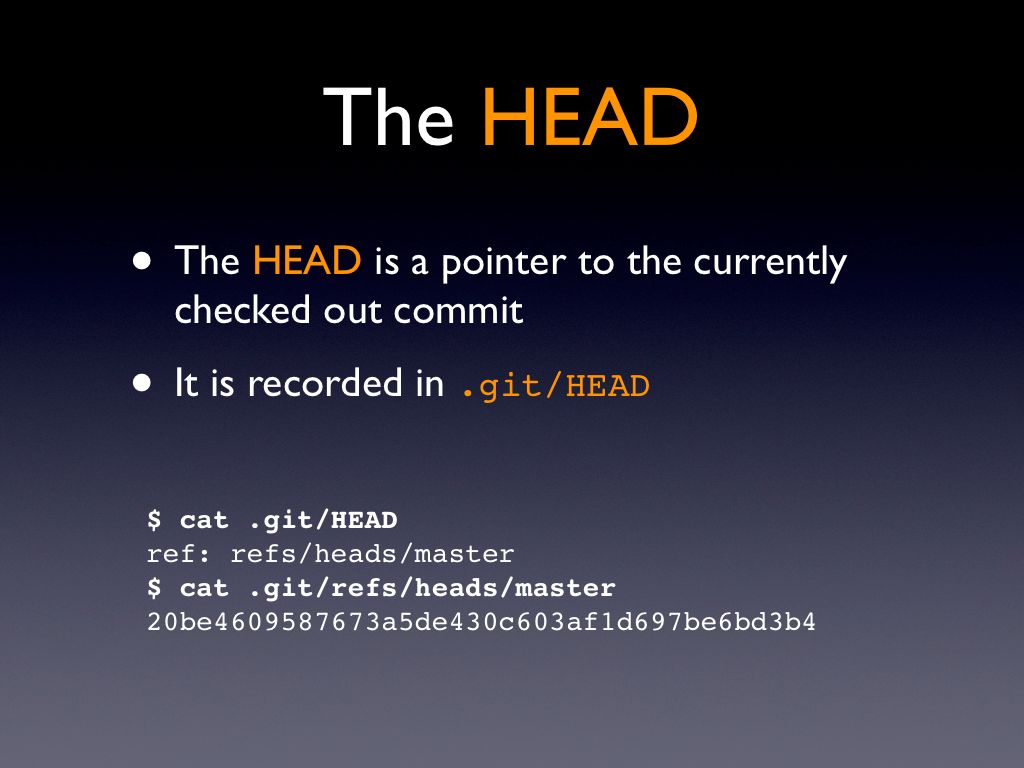 The HEAD
• The HEAD is a pointer to the currently
checked out commit
• It is recorded in .git/HEAD
$ cat .git/HEAD
ref: refs/heads/master
$ cat .git/refs/heads/master
20be4609587673a5de430c603af1d697be6bd3b4